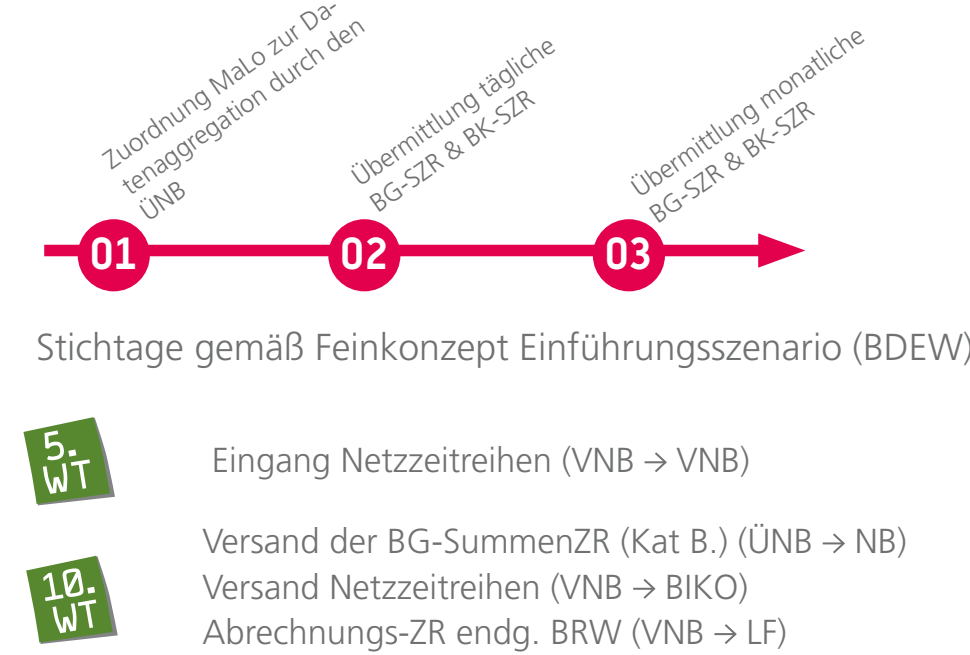 Zuordnung MaLo zur Da-
tenaggregation durch den
ÜNB
Übermittlung tägliche
BG-SZR & BK-SZR
Übermittlung monatliche
BG-SZR & BK-SZR
01
02
03
Stichtage gemäß Feinkonzept Einführungsszenario (BDEW)
5.
WT
Eingang Netzzeitreihen (VNB → VNB)
10.
WT
Versand der BG-SummenZR (Kat B.) (ÜNB → NB)
Versand Netzzeitreihen (VNB → BIKO)
Abrechnungs-ZR endg. BRW (VNB → LF)